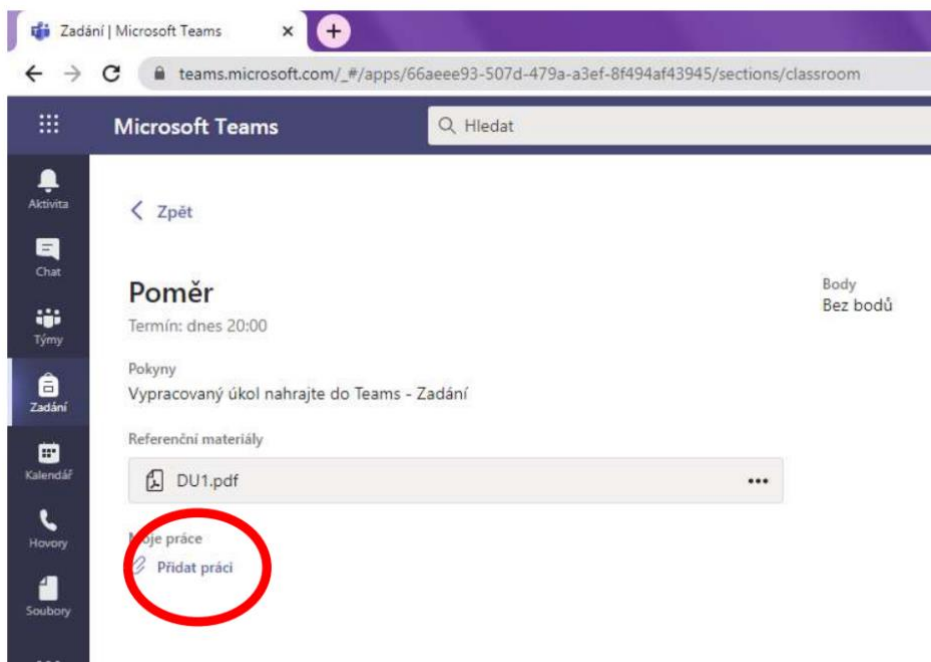 Zadání | Microsoft Teams
teams.microsoft.com/_#/apps/66aeee93-507d-479a-a3ef-8f494af43945/sections/classroom
Microsoft Teams
Hledat
Aktivita
Chat
Týmy
Zadání
Kalendář
Hovory
Soubory
Zpět
Poměr
Termín: dnes 20:00
Body
Bez bodů
Pokyny
Vypracovaný úkol nahrajte do Teams - Zadání
Referenční materiály
DU1.pdf
Moje práce
Přidat práci